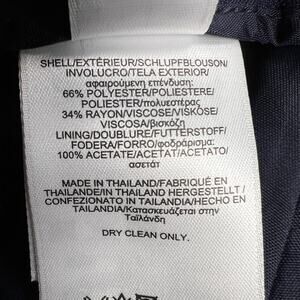 SHELL/EXTÉRIEUR/SCHLUPFBLOUSON/
INVOLUCRO/TELA EXTERIOR/
αφαιρούμενη επένδυση:
66% POLYESTER/POLIESTERE/
POLIESTER/πολυεστέρας
34% RAYON/VISCOSE/VISKOSE/
VISCOSA/βισκόζη
LINING/DOUBLURE/FUTTERSTOFF/
FODERA/FORRO/φοδράρισμα:
100% ACETATE/ACETAT/ACETATO/
ασετάτ
MADE IN THAILAND/FABRIQUÉ EN
THAILANDE/IN THAILAND HERGESTELLT /
CONFEZIONATO IN TAILANDIA/HECHO EN
TAILANDIA/Κατασκευάζεται στην
Ταϊλάνδη
DRY CLEAN ONLY.